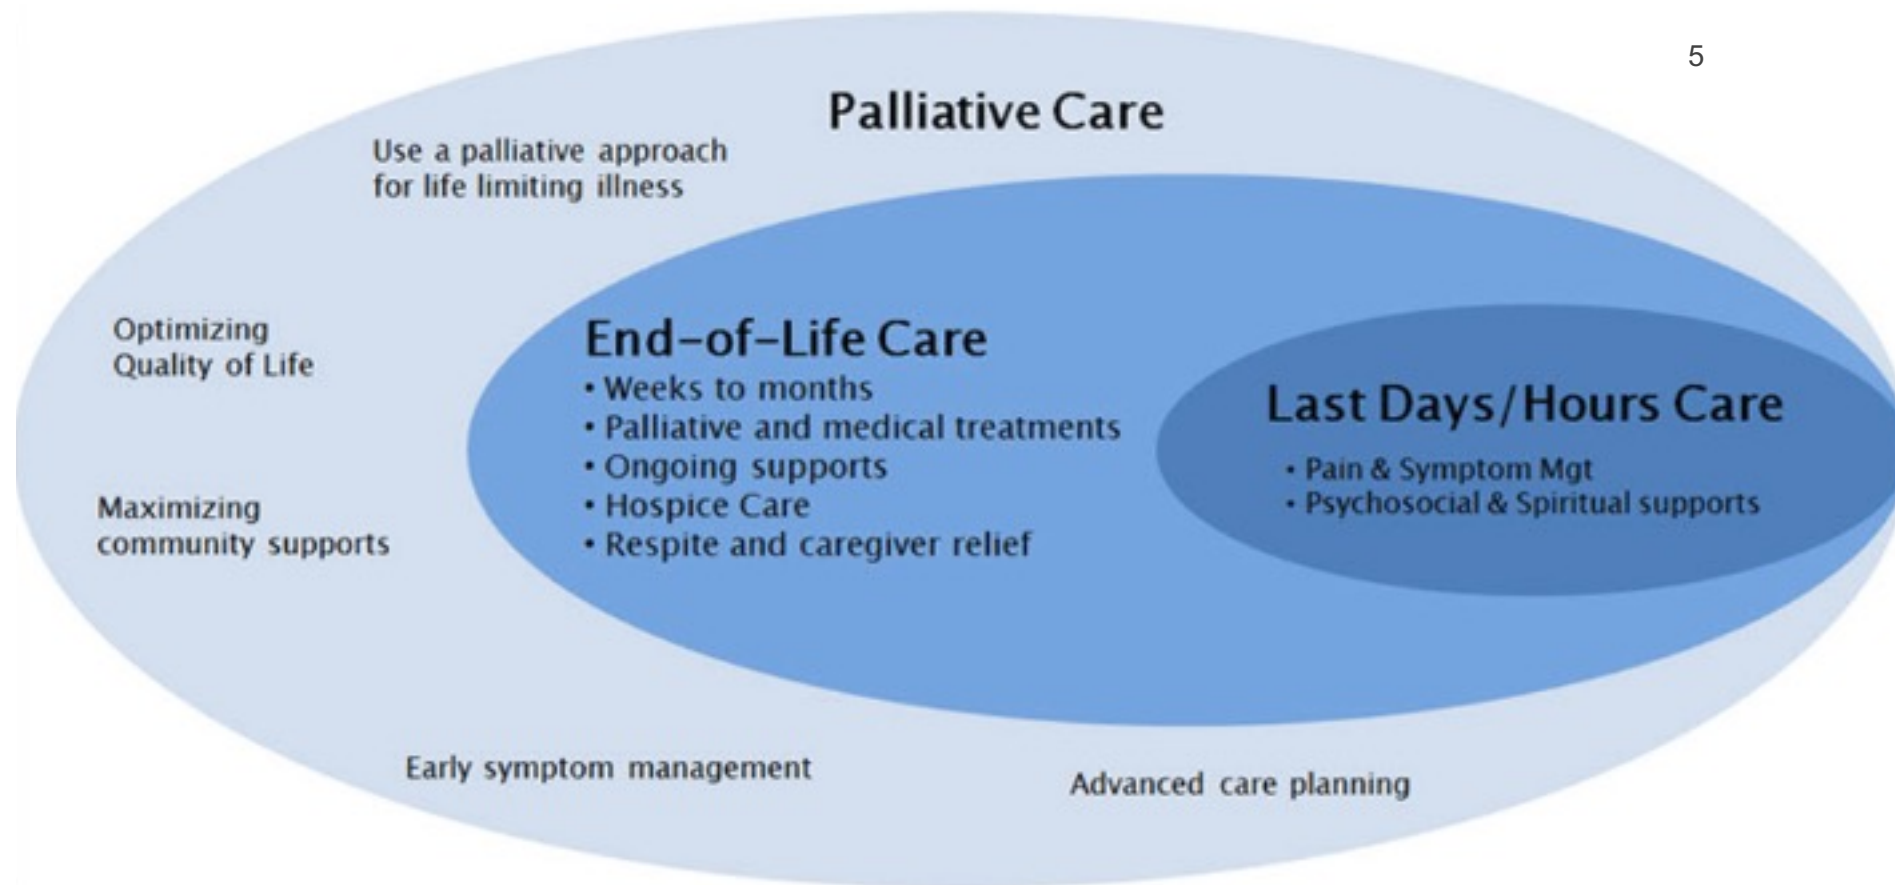 5
Palliative Care
Use a palliative approach
for life limiting illness
Optimizing
Quality of Life
Maximizing
community supports
End-of-Life Care
• Weeks to months
• Palliative and medical treatments
• Ongoing supports
• Hospice Care
• Respite and caregiver relief
Last Days/Hours Care
• Pain & Symptom Mgt
• Psychosocial & Spiritual supports
Early symptom management
Advanced care planning